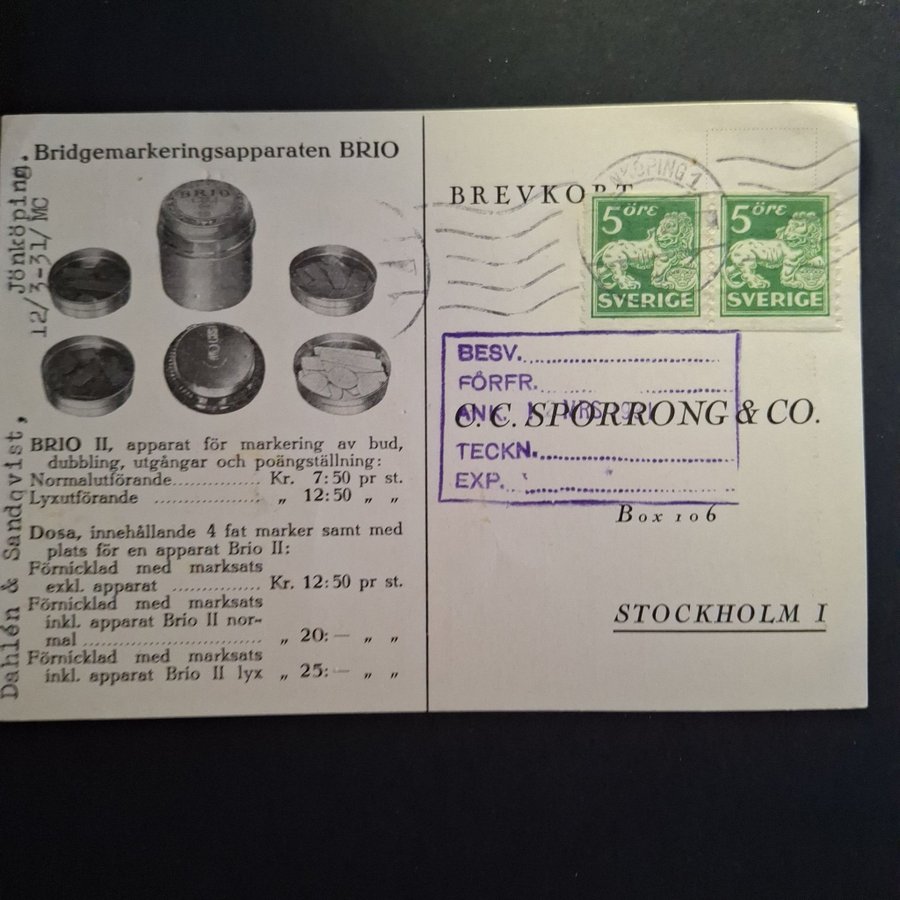 Bridgemarkeringsapparaten BRIO
BRIO
BRIO II, apparat för markering av bud,
dubbling, utgångar och poängställning:
Normalutförande.............. Kr. 7:50 pr st.
Lyxutförande ................ „ 12:50 „ „
Dosa, innehållande 4 fat marker samt med
plats för en apparat Brio II:
Förnicklad med marksats
exkl. apparat .............. Kr. 12:50 pr st.
Förnicklad med marksats
inkl. apparat Brio II nor-
mal ............................ „ 20:— „ „
Förnicklad med marksats
inkl. apparat Brio II lyx „ 25:— „ „
Dahlén & Sandqvist, Jönköping.
12/3-31/MC
BREVKORT
KÖPING 1
5 öre
SVERIGE
5 öre
SVERIGE
BESV.
FÖRFR.
ANK. MRS
TECKN.
EXP.
C. C. SPORRONG & CO.
Box 106
STOCKHOLM I